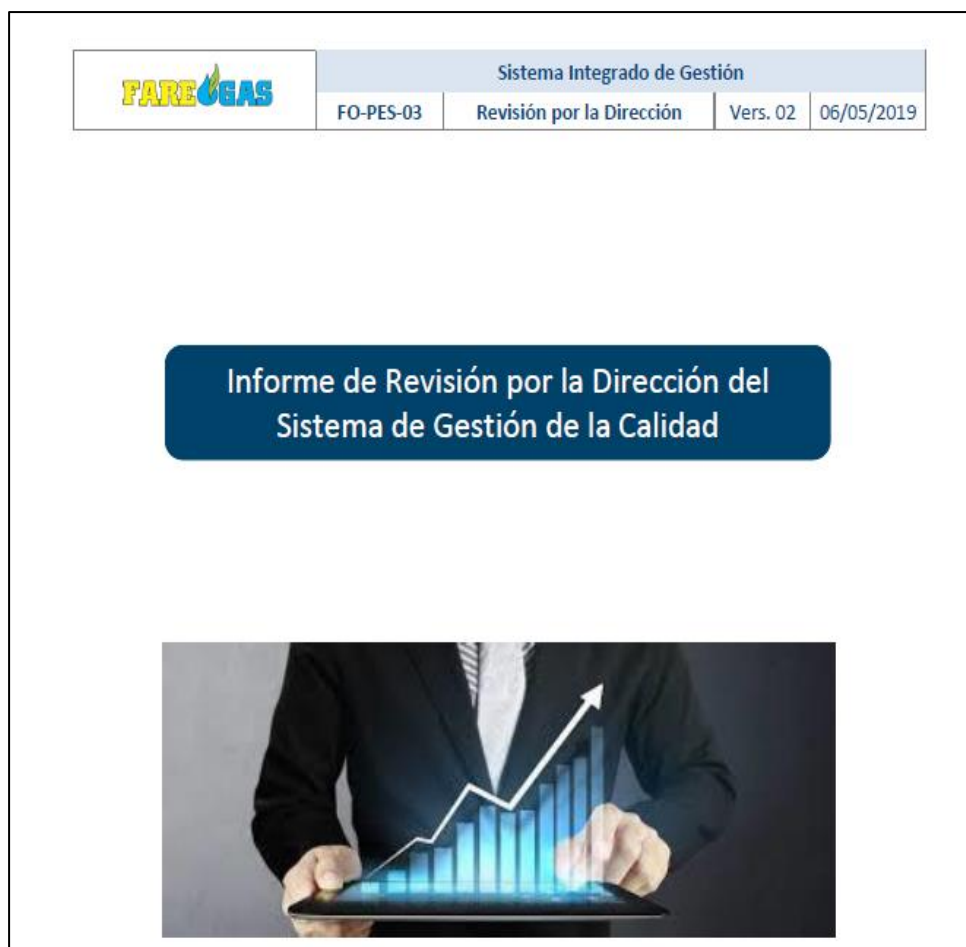 FAREGAS
Sistema Integrado de Gestión
FO-PES-03 Revisión por la Dirección Vers. 02 06/05/2019
Informe de Revisión por la Dirección del
Sistema de Gestión de la Calidad